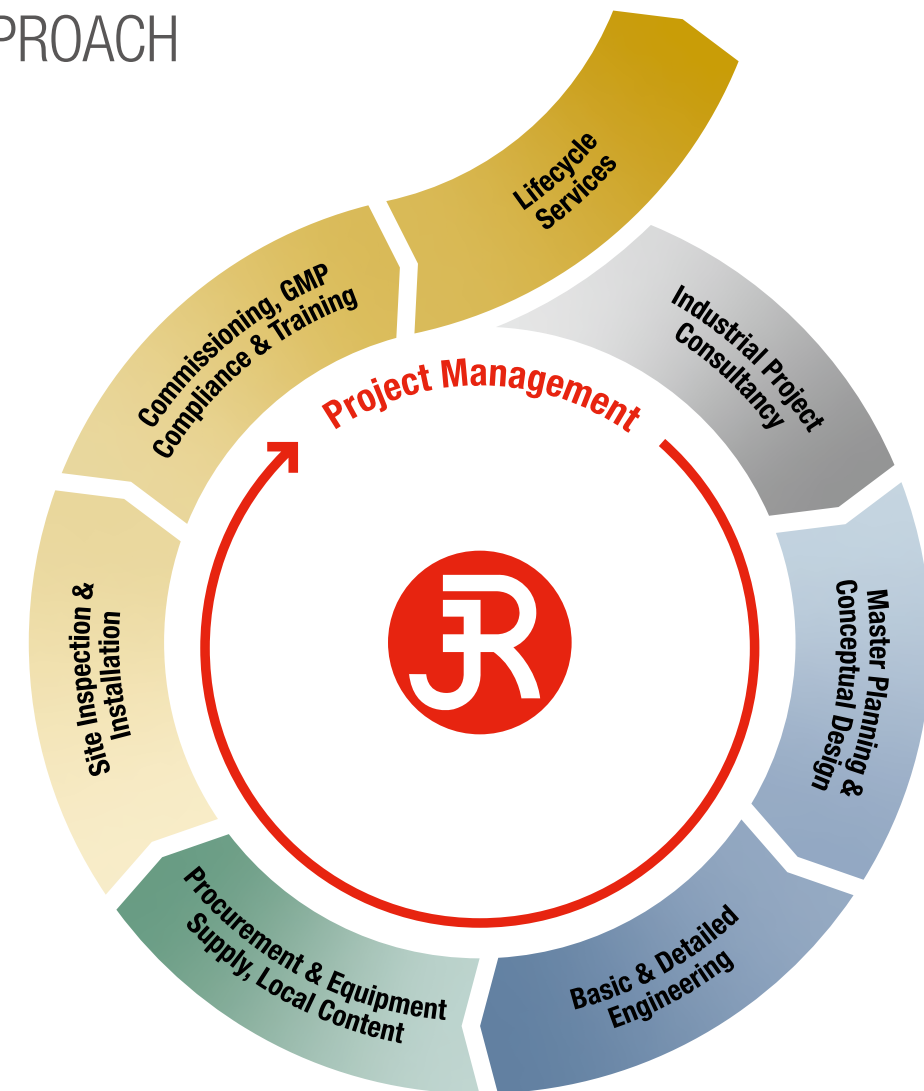 PROACH
Lifecycle
Services
Industrial Project
Consultancy
Master Planning &
Conceptual Design
Basic & Detailed
Engineering
Procurement & Equipment
Supply, Local Content
Site Inspection &
Installation
Commissioning, GMP
Compliance & Training
Project Management
JR